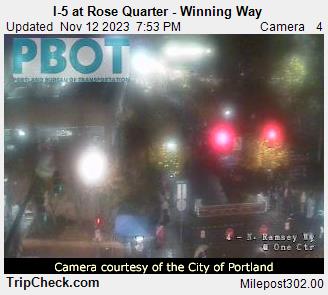 I-5 at Rose Quarter - Winning Way
Updated Nov 12 2023 7:53 PM Camera 4
PBOT
PORTLAND BUREAU OF TRANSPORTATION
4 - N. Ramsey Wy
@ One Ctr
Camera courtesy of the City of Portland
TripCheck.com Milepost302.00